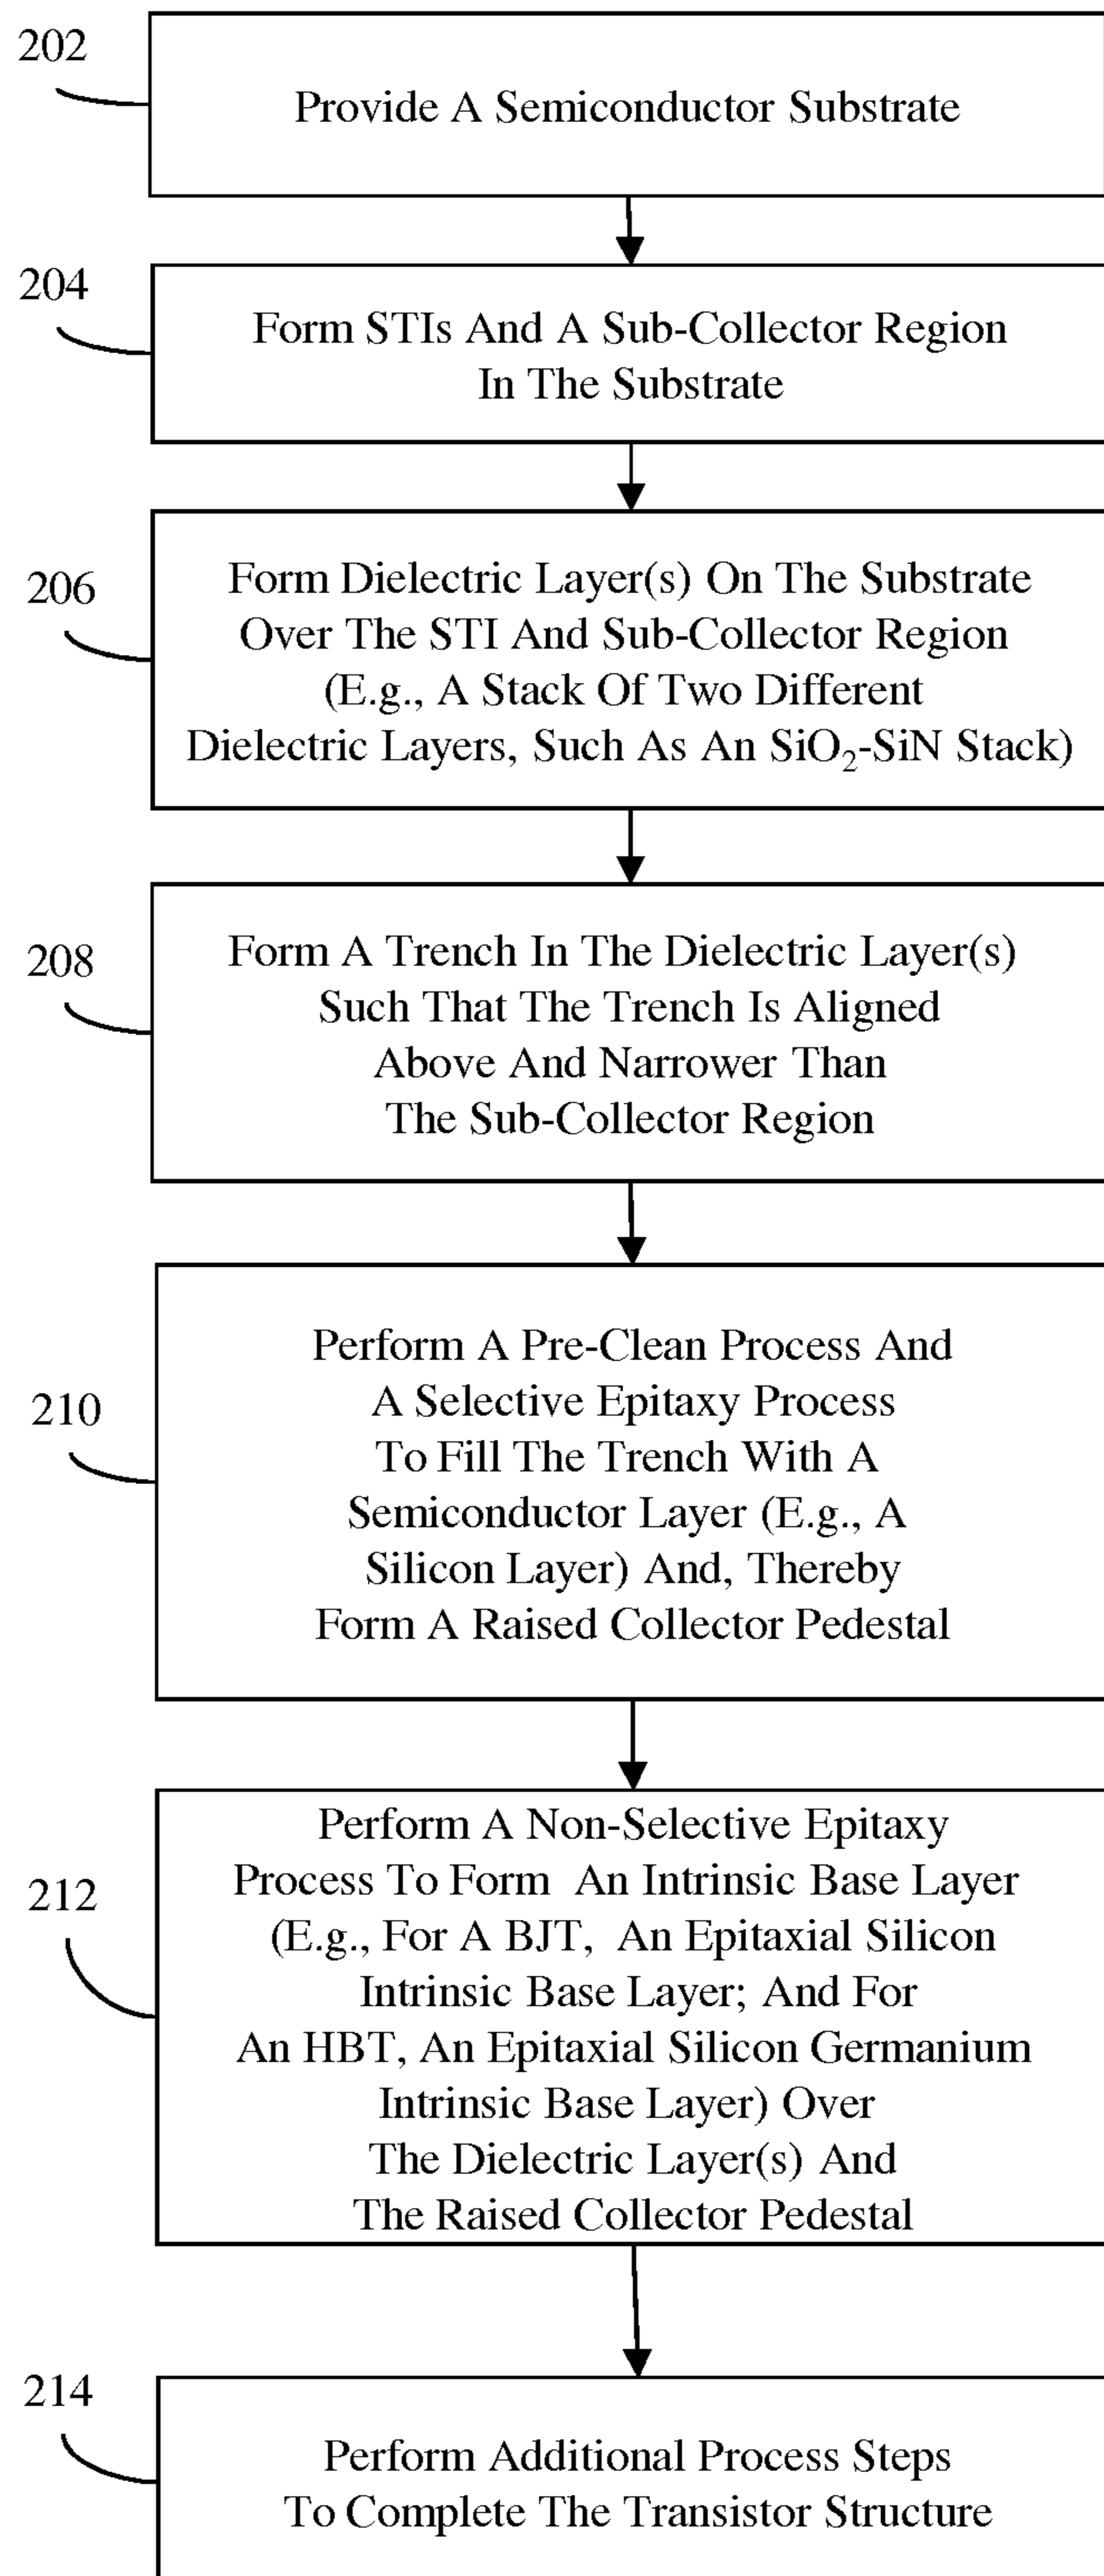 202
Provide A Semiconductor Substrate
204
Form STIs And A Sub-Collector Region
In The Substrate
206
Form Dielectric Layer(s) On The Substrate
Over The STI And Sub-Collector Region
(E.g., A Stack Of Two Different
Dielectric Layers, Such As An SiO₂-SiN Stack)
208
Form A Trench In The Dielectric Layer(s)
Such That The Trench Is Aligned
Above And Narrower Than
The Sub-Collector Region
210
Perform A Pre-Clean Process And
A Selective Epitaxy Process
To Fill The Trench With A
Semiconductor Layer (E.g., A
Silicon Layer) And, Thereby
Form A Raised Collector Pedestal
212
Perform A Non-Selective Epitaxy
Process To Form An Intrinsic Base Layer
(E.g., For A BJT, An Epitaxial Silicon
Intrinsic Base Layer; And For
An HBT, An Epitaxial Silicon Germanium
Intrinsic Base Layer) Over
The Dielectric Layer(s) And
The Raised Collector Pedestal
214
Perform Additional Process Steps
To Complete The Transistor Structure